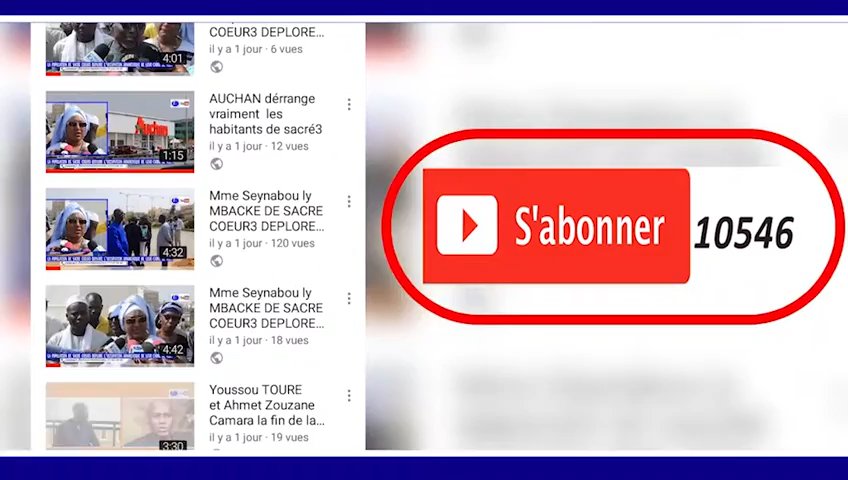 COEUR3 DEPLORE...
il y a 1 jour · 6 vues
4:01
AUCHAN dérrange
vraiment les
habitants de sacré3
il y a 1 jour · 12 vues
Auchan
1:15
Mme Seynabou ly
MBACKE DE SACRE
COEUR3 DEPLORE...
il y a 1 jour · 120 vues
4:32
Mme Seynabou ly
MBACKE DE SACRE
COEUR3 DEPLORE...
il y a 1 jour · 18 vues
4:42
Youssou TOURE
et Ahmet Zouzane
Camara la fin de la...
il y a 1 jour · 19 vues
3:30
S'abonner
10546